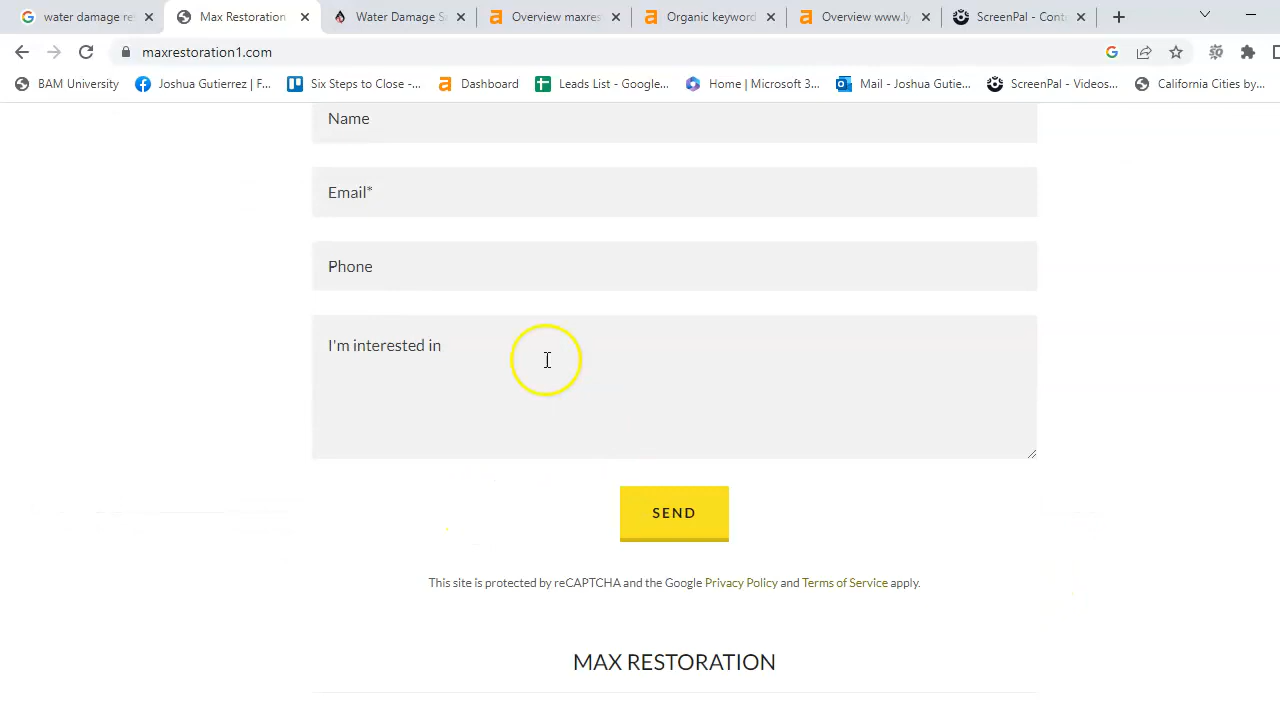 water damage re
Max Restoration
Water Damage S
Overview maxres
Organic keyword
Overview www.ly
ScreenPal - Cont
maxrestoration1.com
BAM University
Joshua Gutierrez | F...
Six Steps to Close -...
Dashboard
Leads List - Google...
Home | Microsoft 3...
Mail - Joshua Gutie...
ScreenPal - Videos...
California Cities by...
Name
Email*
Phone
I'm interested in
SEND
This site is protected by reCAPTCHA and the Google Privacy Policy and Terms of Service apply.
MAX RESTORATION